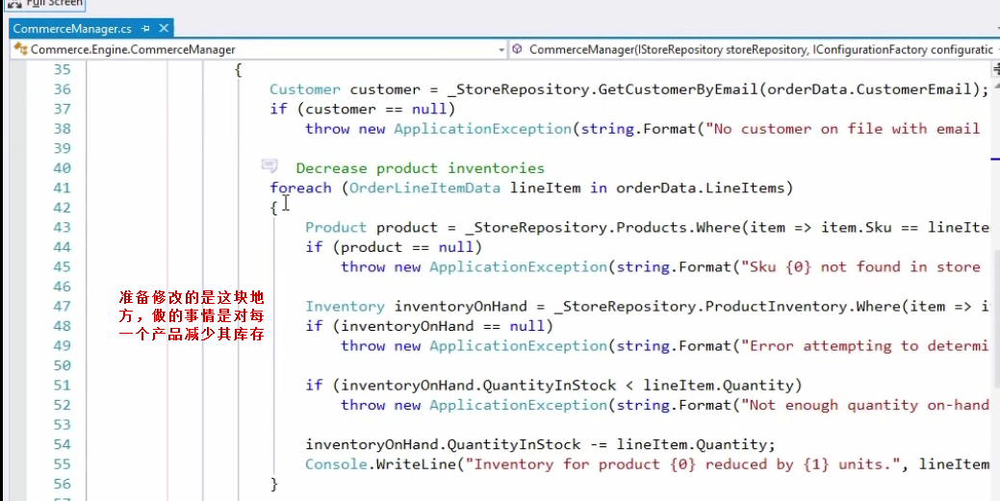 Full Screen
CommerceManager.cs
Commerce.Engine.CommerceManager
CommerceManager(IStoreRepository storeRepository, IConfigurationFactory configuratic
35 {
36 Customer customer = _StoreRepository.GetCustomerByEmail(orderData.CustomerEmail);
37 if (customer == null)
38 throw new ApplicationException(string.Format("No customer on file with email
39
40 Decrease product inventories
41 foreach (OrderLineItemData lineItem in orderData.LineItems)
42 {
43 Product product = _StoreRepository.Products.Where(item => item.Sku == lineIte
44 if (product == null)
45 throw new ApplicationException(string.Format("Sku {0} not found in store
46
47 Inventory inventoryOnHand = _StoreRepository.ProductInventory.Where(item => i
48 if (inventoryOnHand == null)
49 throw new ApplicationException(string.Format("Error attempting to determi
50
51 if (inventoryOnHand.QuantityInStock < lineItem.Quantity)
52 throw new ApplicationException(string.Format("Not enough quantity on-hand
53
54 inventoryOnHand.QuantityInStock -= lineItem.Quantity;
55 Console.WriteLine("Inventory for product {0} reduced by {1} units.", lineItem
56 }
准备修改的是这块地
方，做的事情是对每
一个产品减少其库存